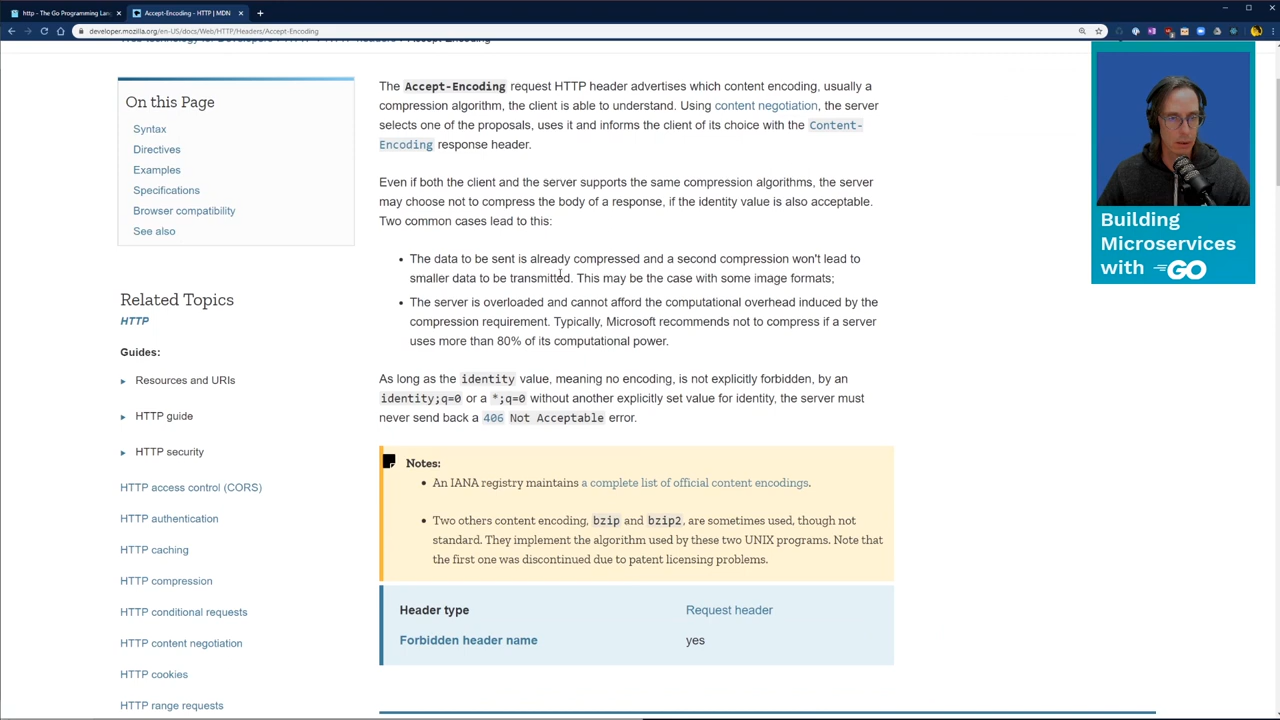 http - The Go Programming Lan
Accept-Encoding - HTTP | MDN
developer.mozilla.org/en-US/docs/Web/HTTP/Headers/Accept-Encoding
On this Page
Syntax
Directives
Examples
Specifications
Browser compatibility
See also
Related Topics
HTTP
Guides:
Resources and URIs
HTTP guide
HTTP security
HTTP access control (CORS)
HTTP authentication
HTTP caching
HTTP compression
HTTP conditional requests
HTTP content negotiation
HTTP cookies
HTTP range requests
The Accept-Encoding request HTTP header advertises which content encoding, usually a
compression algorithm, the client is able to understand. Using content negotiation, the server
selects one of the proposals, uses it and informs the client of its choice with the Content-
Encoding response header.
Even if both the client and the server supports the same compression algorithms, the server
may choose not to compress the body of a response, if the identity value is also acceptable.
Two common cases lead to this:
The data to be sent is already compressed and a second compression won't lead to
smaller data to be transmitted. This may be the case with some image formats;
The server is overloaded and cannot afford the computational overhead induced by the
compression requirement. Typically, Microsoft recommends not to compress if a server
uses more than 80% of its computational power.
As long as the identity value, meaning no encoding, is not explicitly forbidden, by an
identity;q=0 or a *;q=0 without another explicitly set value for identity, the server must
never send back a 406 Not Acceptable error.
Notes:
An IANA registry maintains a complete list of official content encodings.
Two others content encoding, bzip and bzip2, are sometimes used, though not
standard. They implement the algorithm used by these two UNIX programs. Note that
the first one was discontinued due to patent licensing problems.
Header type Request header
Forbidden header name yes
Building
Microservices
with GO